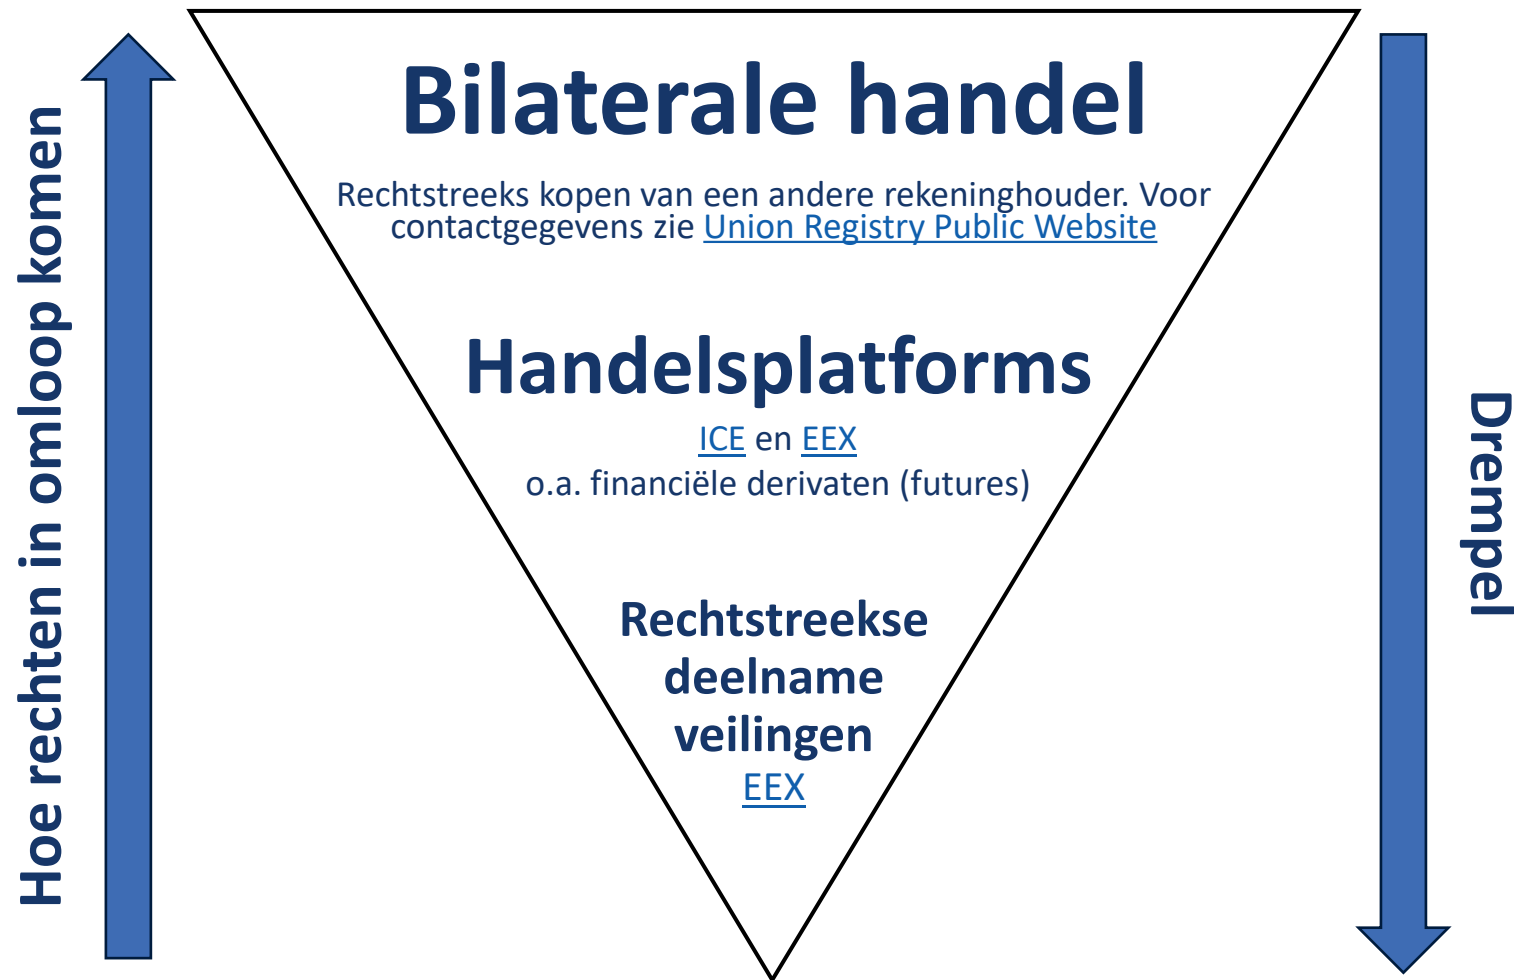 Hoe rechten in omloop komen
Bilaterale handel
Rechtstreeks kopen van een andere rekeninghouder. Voor
contactgegevens zie Union Registry Public Website
Handelsplatforms
ICE en EEX
o.a. financiële derivaten (futures)
Rechtstreekse
deelname
veilingen
EEX
Drempel